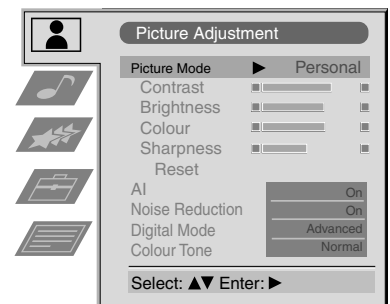 Picture Adjustment
Picture Mode ▶ Personal
Contrast
Brightness
Colour
Sharpness
Reset
AI On
Noise Reduction On
Digital Mode Advanced
Colour Tone Normal
Select: ▲▼ Enter: ▶